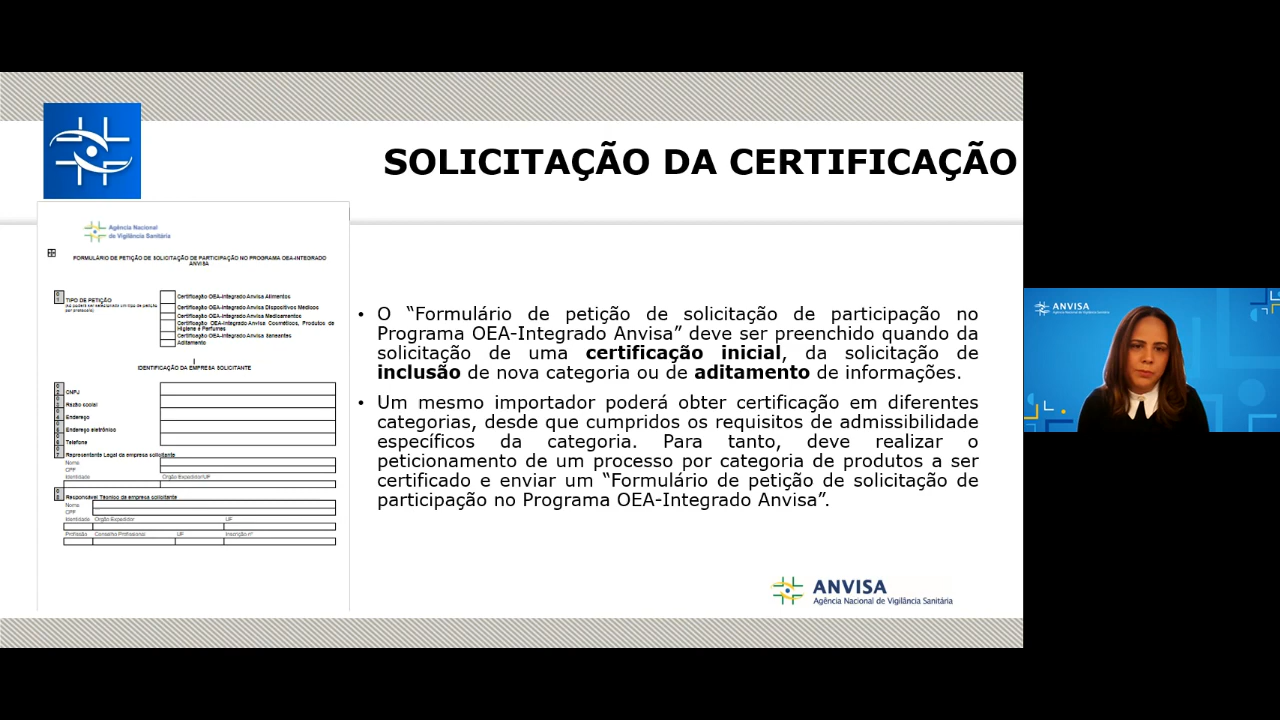 SOLICITAÇÃO DA CERTIFICAÇÃO
Agência Nacional
de Vigilância Sanitária
FORMULÁRIO DE PETIÇÃO DE SOLICITAÇÃO DE PARTICIPAÇÃO NO PROGRAMA OEA-INTEGRADO
ANVISA
TIPO DE PETIÇÃO
Certificação OEA-Integrado Anvisa Alimentos
Certificação OEA-Integrado Anvisa Dispositivos Médicos
Certificação OEA-Integrado Anvisa Medicamentos
Certificação OEA-Integrado Anvisa Cosméticos, Produtos de
Higiene e Perfumes
Certificação OEA-Integrado Anvisa Saneantes
Aditamento
IDENTIFICAÇÃO DA EMPRESA SOLICITANTE
CNPJ
Razão social
Endereço
Endereço eletrônico
Telefone
Representante Legal da empresa solicitante
Nome
CPF
Identidade Órgão Expedidor/UF
Responsável Técnico da empresa solicitante
Nome
CPF
Identidade Órgão Expedidor UF
Profissão Conselho Profissional UF Inscrição n°
• O “Formulário de petição de solicitação de participação no
Programa OEA-Integrado Anvisa” deve ser preenchido quando da
solicitação de uma certificação inicial, da solicitação de
inclusão de nova categoria ou de aditamento de informações.
• Um mesmo importador poderá obter certificação em diferentes
categorias, desde que cumpridos os requisitos de admissibilidade
específicos da categoria. Para tanto, deve realizar o
peticionamento de um processo por categoria de produtos a ser
certificado e enviar um “Formulário de petição de solicitação de
participação no Programa OEA-Integrado Anvisa”.
ANVISA
Agência Nacional de Vigilância Sanitária
ANVISA
Agência Nacional de Vigilância Sanitária